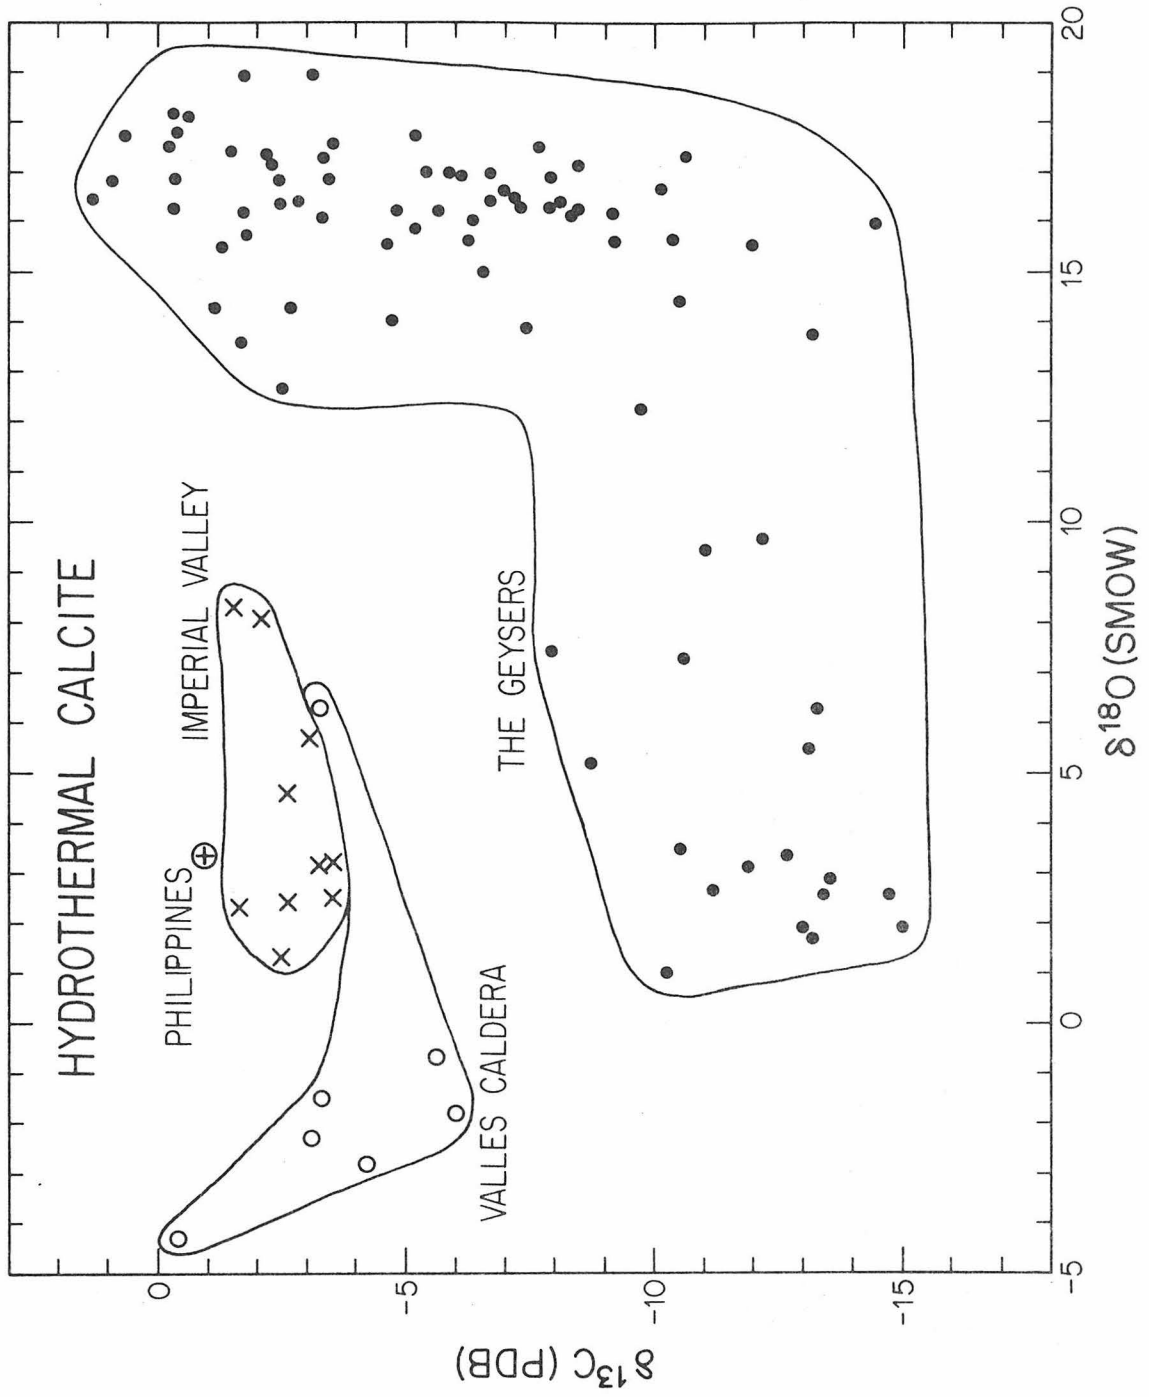 HYDROTHERMAL CALCITE
PHILIPPINES
IMPERIAL VALLEY
THE GEYSERS
VALLES CALDERA
δ¹³C (PDB)
0
-5
-10
-15
-5
0
5
10
15
20
δ¹⁸O (SMOW)